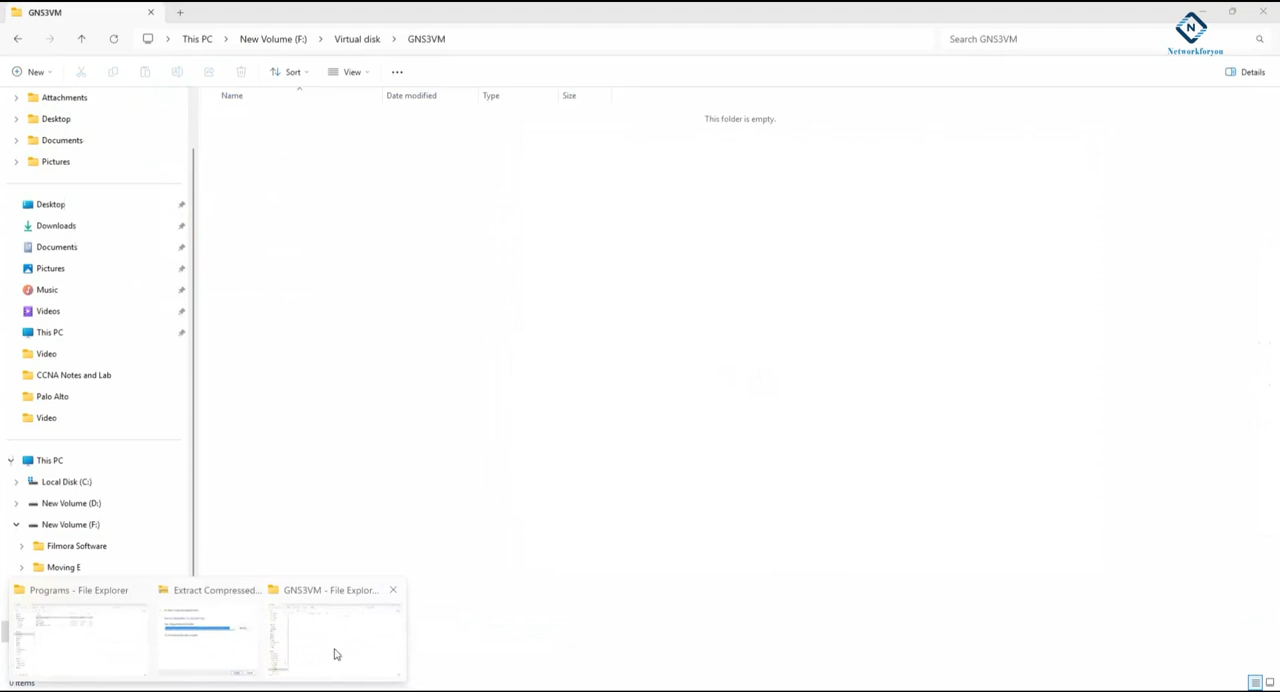 GNS3VM
N
Networkforyou
This PC > New Volume (F:) > Virtual disk > GNS3VM
Search GNS3VM
New
Sort
View
Details
Name
Date modified
Type
Size
This folder is empty.
Attachments
Desktop
Documents
Pictures
Desktop
Downloads
Documents
Pictures
Music
Videos
This PC
Video
CCNA Notes and Lab
Palo Alto
Video
This PC
Local Disk (C:)
New Volume (D:)
New Volume (F:)
Filmora Software
Moving E
Programs - File Explorer
Extract Compressed...
GNS3VM - File Explor...
0 items